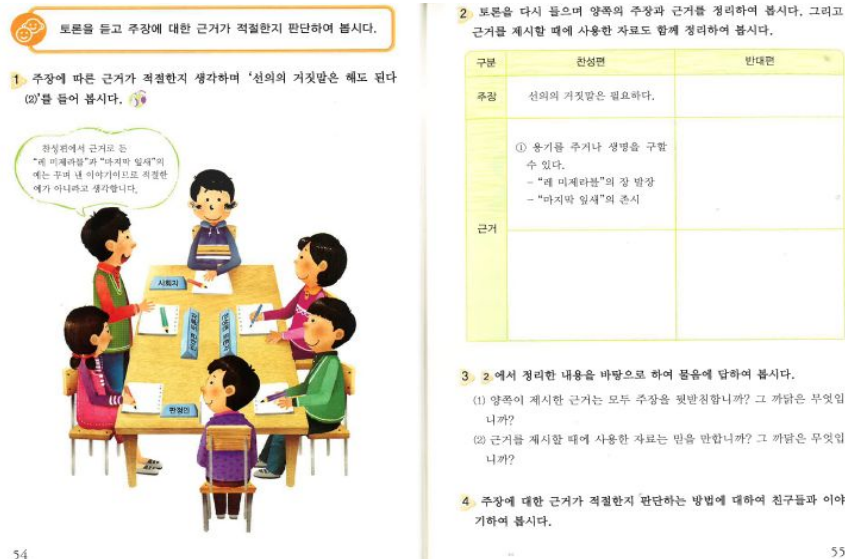 토론을 듣고 주장에 대한 근거가 적절한지 판단하여 봅시다.
1 주장에 따른 근거가 적절한지 생각하며 ‘선의의 거짓말은 해도 된다
(2)’를 들어 봅시다.
찬성편에서 근거로 든
“레 미제라블”과 “마지막 잎새”의
예는 꾸며 낸 이야기이므로 적절한
예가 아니라고 생각합니다.
사회자
판정인
54
2 토론을 다시 들으며 양쪽의 주장과 근거를 정리하여 봅시다. 그리고
근거를 제시할 때에 사용한 자료도 함께 정리하여 봅시다.
구분 찬성편 반대편
주장 선의의 거짓말은 필요하다.
근거
① 용기를 주거나 생명을 구할
수 있다.
- “레 미제라블”의 장 발장
- “마지막 잎새”의 존시
3 2에서 정리한 내용을 바탕으로 하여 물음에 답하여 봅시다.
(1) 양쪽이 제시한 근거는 모두 주장을 뒷받침합니까? 그 까닭은 무엇입
니까?
(2) 근거를 제시할 때에 사용한 자료는 믿을 만합니까? 그 까닭은 무엇입
니까?
4 주장에 대한 근거가 적절한지 판단하는 방법에 대하여 친구들과 이야
기하여 봅시다.
55